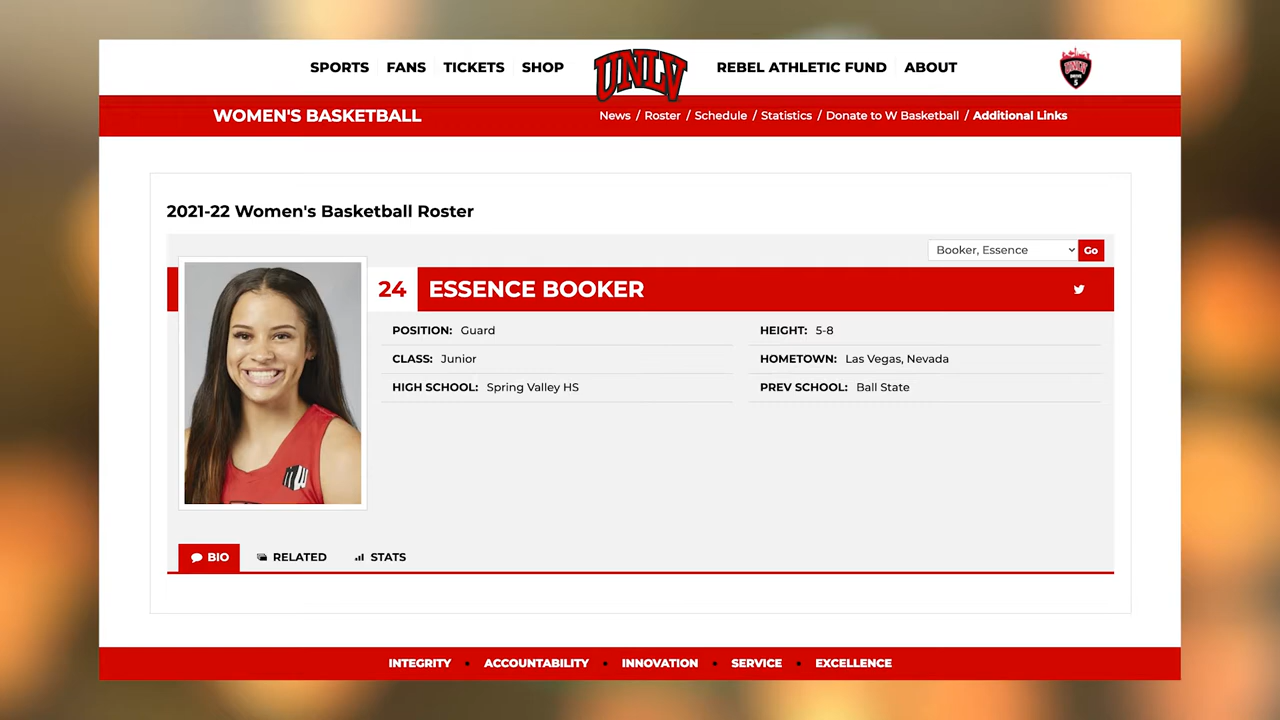 SPORTS FANS TICKETS SHOP UNLV REBEL ATHLETIC FUND ABOUT UNLV
WOMEN'S BASKETBALL News / Roster / Schedule / Statistics / Donate to W Basketball / Additional Links
2021-22 Women's Basketball Roster
Booker, Essence Go
24 ESSENCE BOOKER
POSITION: Guard HEIGHT: 5-8
CLASS: Junior HOMETOWN: Las Vegas, Nevada
HIGH SCHOOL: Spring Valley HS PREV SCHOOL: Ball State
MW
BIO RELATED STATS
INTEGRITY • ACCOUNTABILITY • INNOVATION • SERVICE • EXCELLENCE